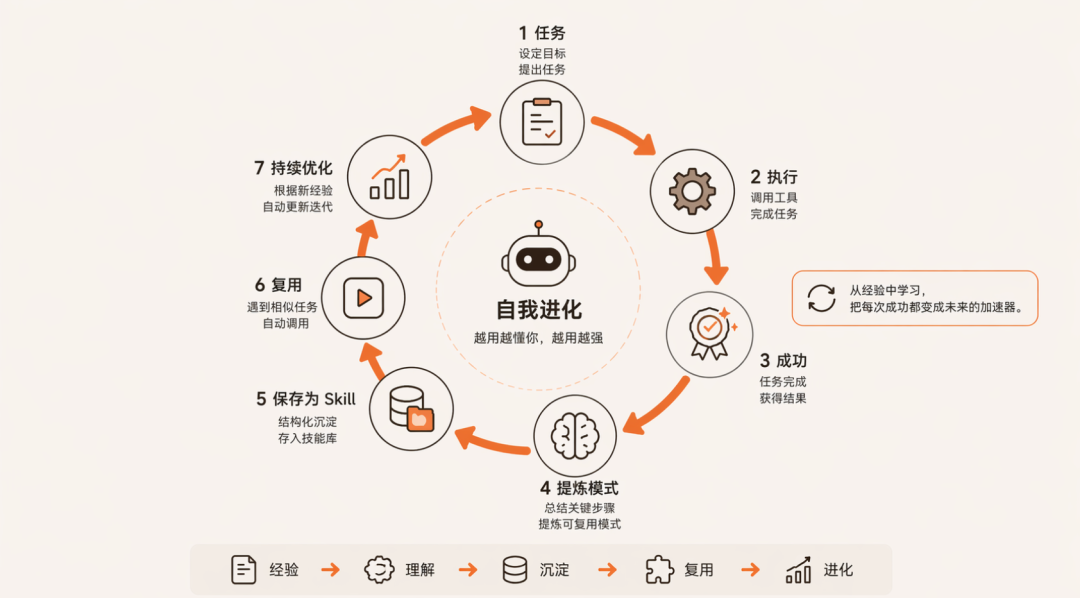 1 任务
设定目标
提出任务
2 执行
调用工具
完成任务
3 成功
任务完成
获得结果
4 提炼模式
总结关键步骤
提炼可复用模式
5 保存为 Skill
结构化沉淀
存入技能库
6 复用
遇到相似任务
自动调用
7 持续优化
根据新经验
自动更新迭代
自我进化
越用越懂你，越用越强
从经验中学习，
把每次成功都变成未来的加速器。
经验 理解 沉淀 复用 进化